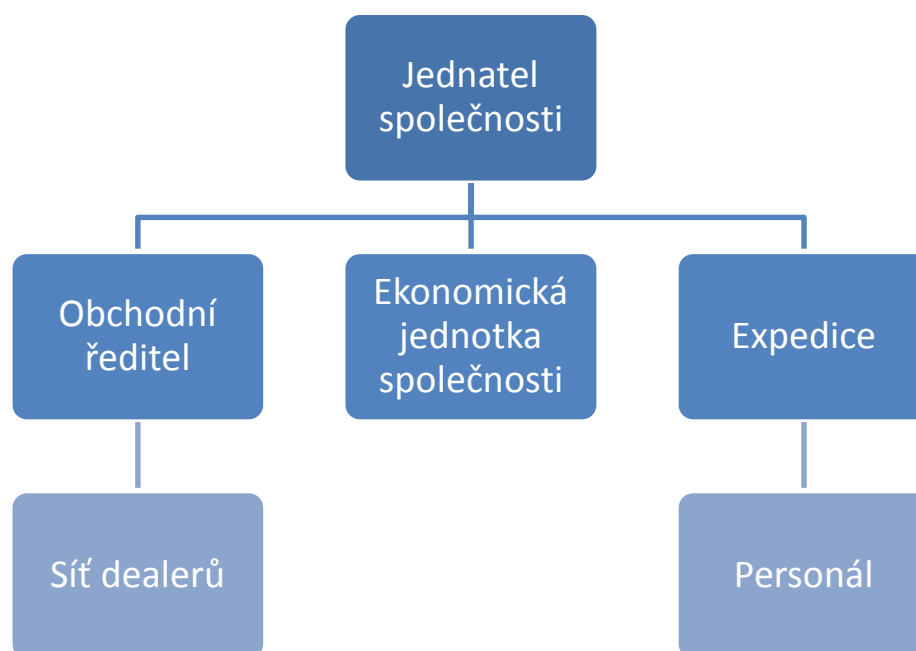 Jednatel
společnosti
Obchodní
ředitel
Ekonomická
jednotka
společnosti
Expedice
Síť dealerů
Personál